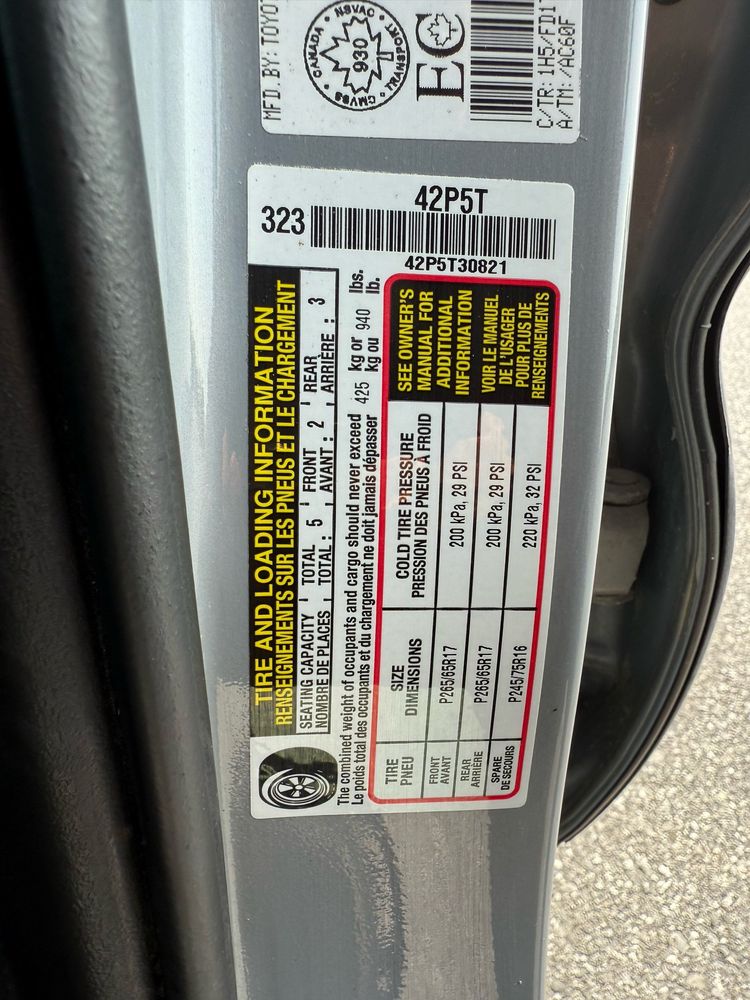 MFD. BY: TOYOT
CANADA NSVAC TRANSPORT CMVSS
930
EC
C/TR: 1H5/FD1
A/TM: /AC60F
42P5T
323
42P5T30821
TIRE AND LOADING INFORMATION
RENSEIGNEMENTS SUR LES PNEUS ET LE CHARGEMENT
SEATING CAPACITY TOTAL 5 FRONT 2 REAR 3
NOMBRE DE PLACES TOTAL : AVANT : ARRIÈRE :
The combined weight of occupants and cargo should never exceed 425 kg or 940 lbs.
Le poids total des occupants et du chargement ne doit jamais dépasser kg ou lb.
TIRE SIZE COLD TIRE PRESSURE
PNEU DIMENSIONS PRESSION DES PNEUS À FROID
FRONT P265/65R17 200 kPa, 29 PSI
AVANT
REAR P265/65R17 200 kPa, 29 PSI
ARRIÈRE
SPARE P245/75R16 220 kPa, 32 PSI
DE SECOURS
SEE OWNER'S
MANUAL FOR
ADDITIONAL
INFORMATION
VOIR LE MANUEL
DE L'USAGER
POUR PLUS DE
RENSEIGNEMENTS